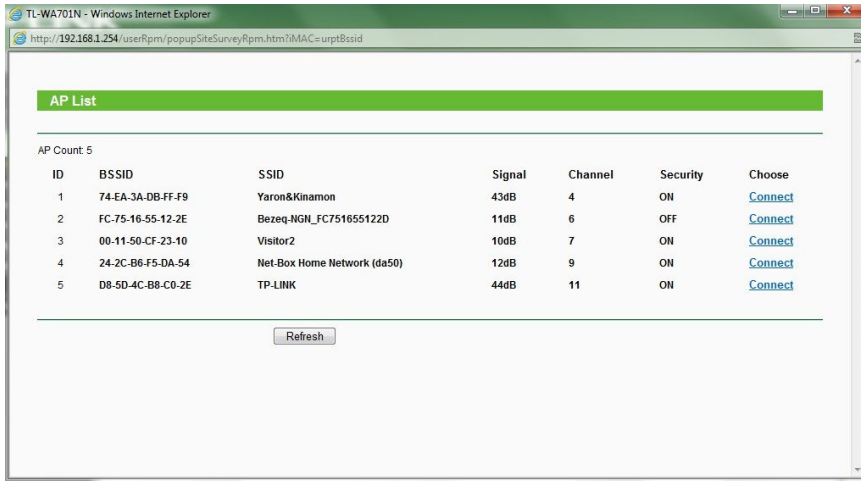 TL-WA701N - Windows Internet Explorer
http://192.168.1.254/userRpm/popupSiteSurveyRpm.htm?iMAC=urptBssid
AP List
AP Count: 5
ID BSSID SSID Signal Channel Security Choose
1 74-EA-3A-DB-FF-F9 Yaron&Kinamon 43dB 4 ON Connect
2 FC-75-16-55-12-2E Bezeq-NGN_FC751655122D 11dB 6 OFF Connect
3 00-11-50-CF-23-10 Visitor2 10dB 7 ON Connect
4 24-2C-B6-F5-DA-54 Net-Box Home Network (da50) 12dB 9 ON Connect
5 D8-5D-4C-B8-C0-2E TP-LINK 44dB 11 ON Connect
Refresh